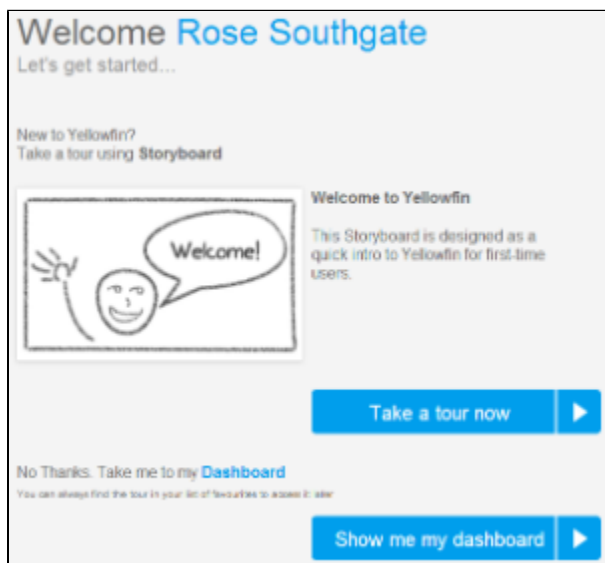 Welcome Rose Southgate
Let's get started...
New to Yellowfin?
Take a tour using Storyboard
Welcome!
Welcome to Yellowfin
This Storyboard is designed as a
quick intro to Yellowfin for first-time
users.
Take a tour now
No Thanks. Take me to my Dashboard
You can always find the tour in your list of favourites to access it later
Show me my dashboard